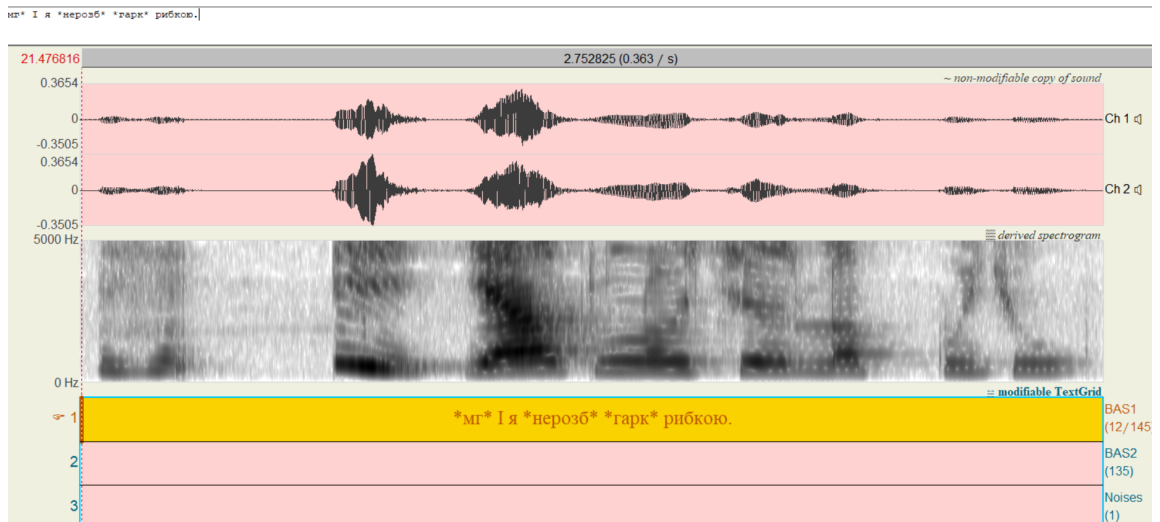 мг* І я *нерозб* *гарк* рибкою.
21.476816
2.752825 (0.363 / s)
~ non-modifiable copy of sound
0.3654
0
-0.3505
Ch 1
0.3654
0
-0.3505
Ch 2
5000 Hz
derived spectrogram
0 Hz
modifiable TextGrid
1
*мг* І я *нерозб* *гарк* рибкою.
BAS1
(12/145)
2
BAS2
(135)
3
Noises
(1)